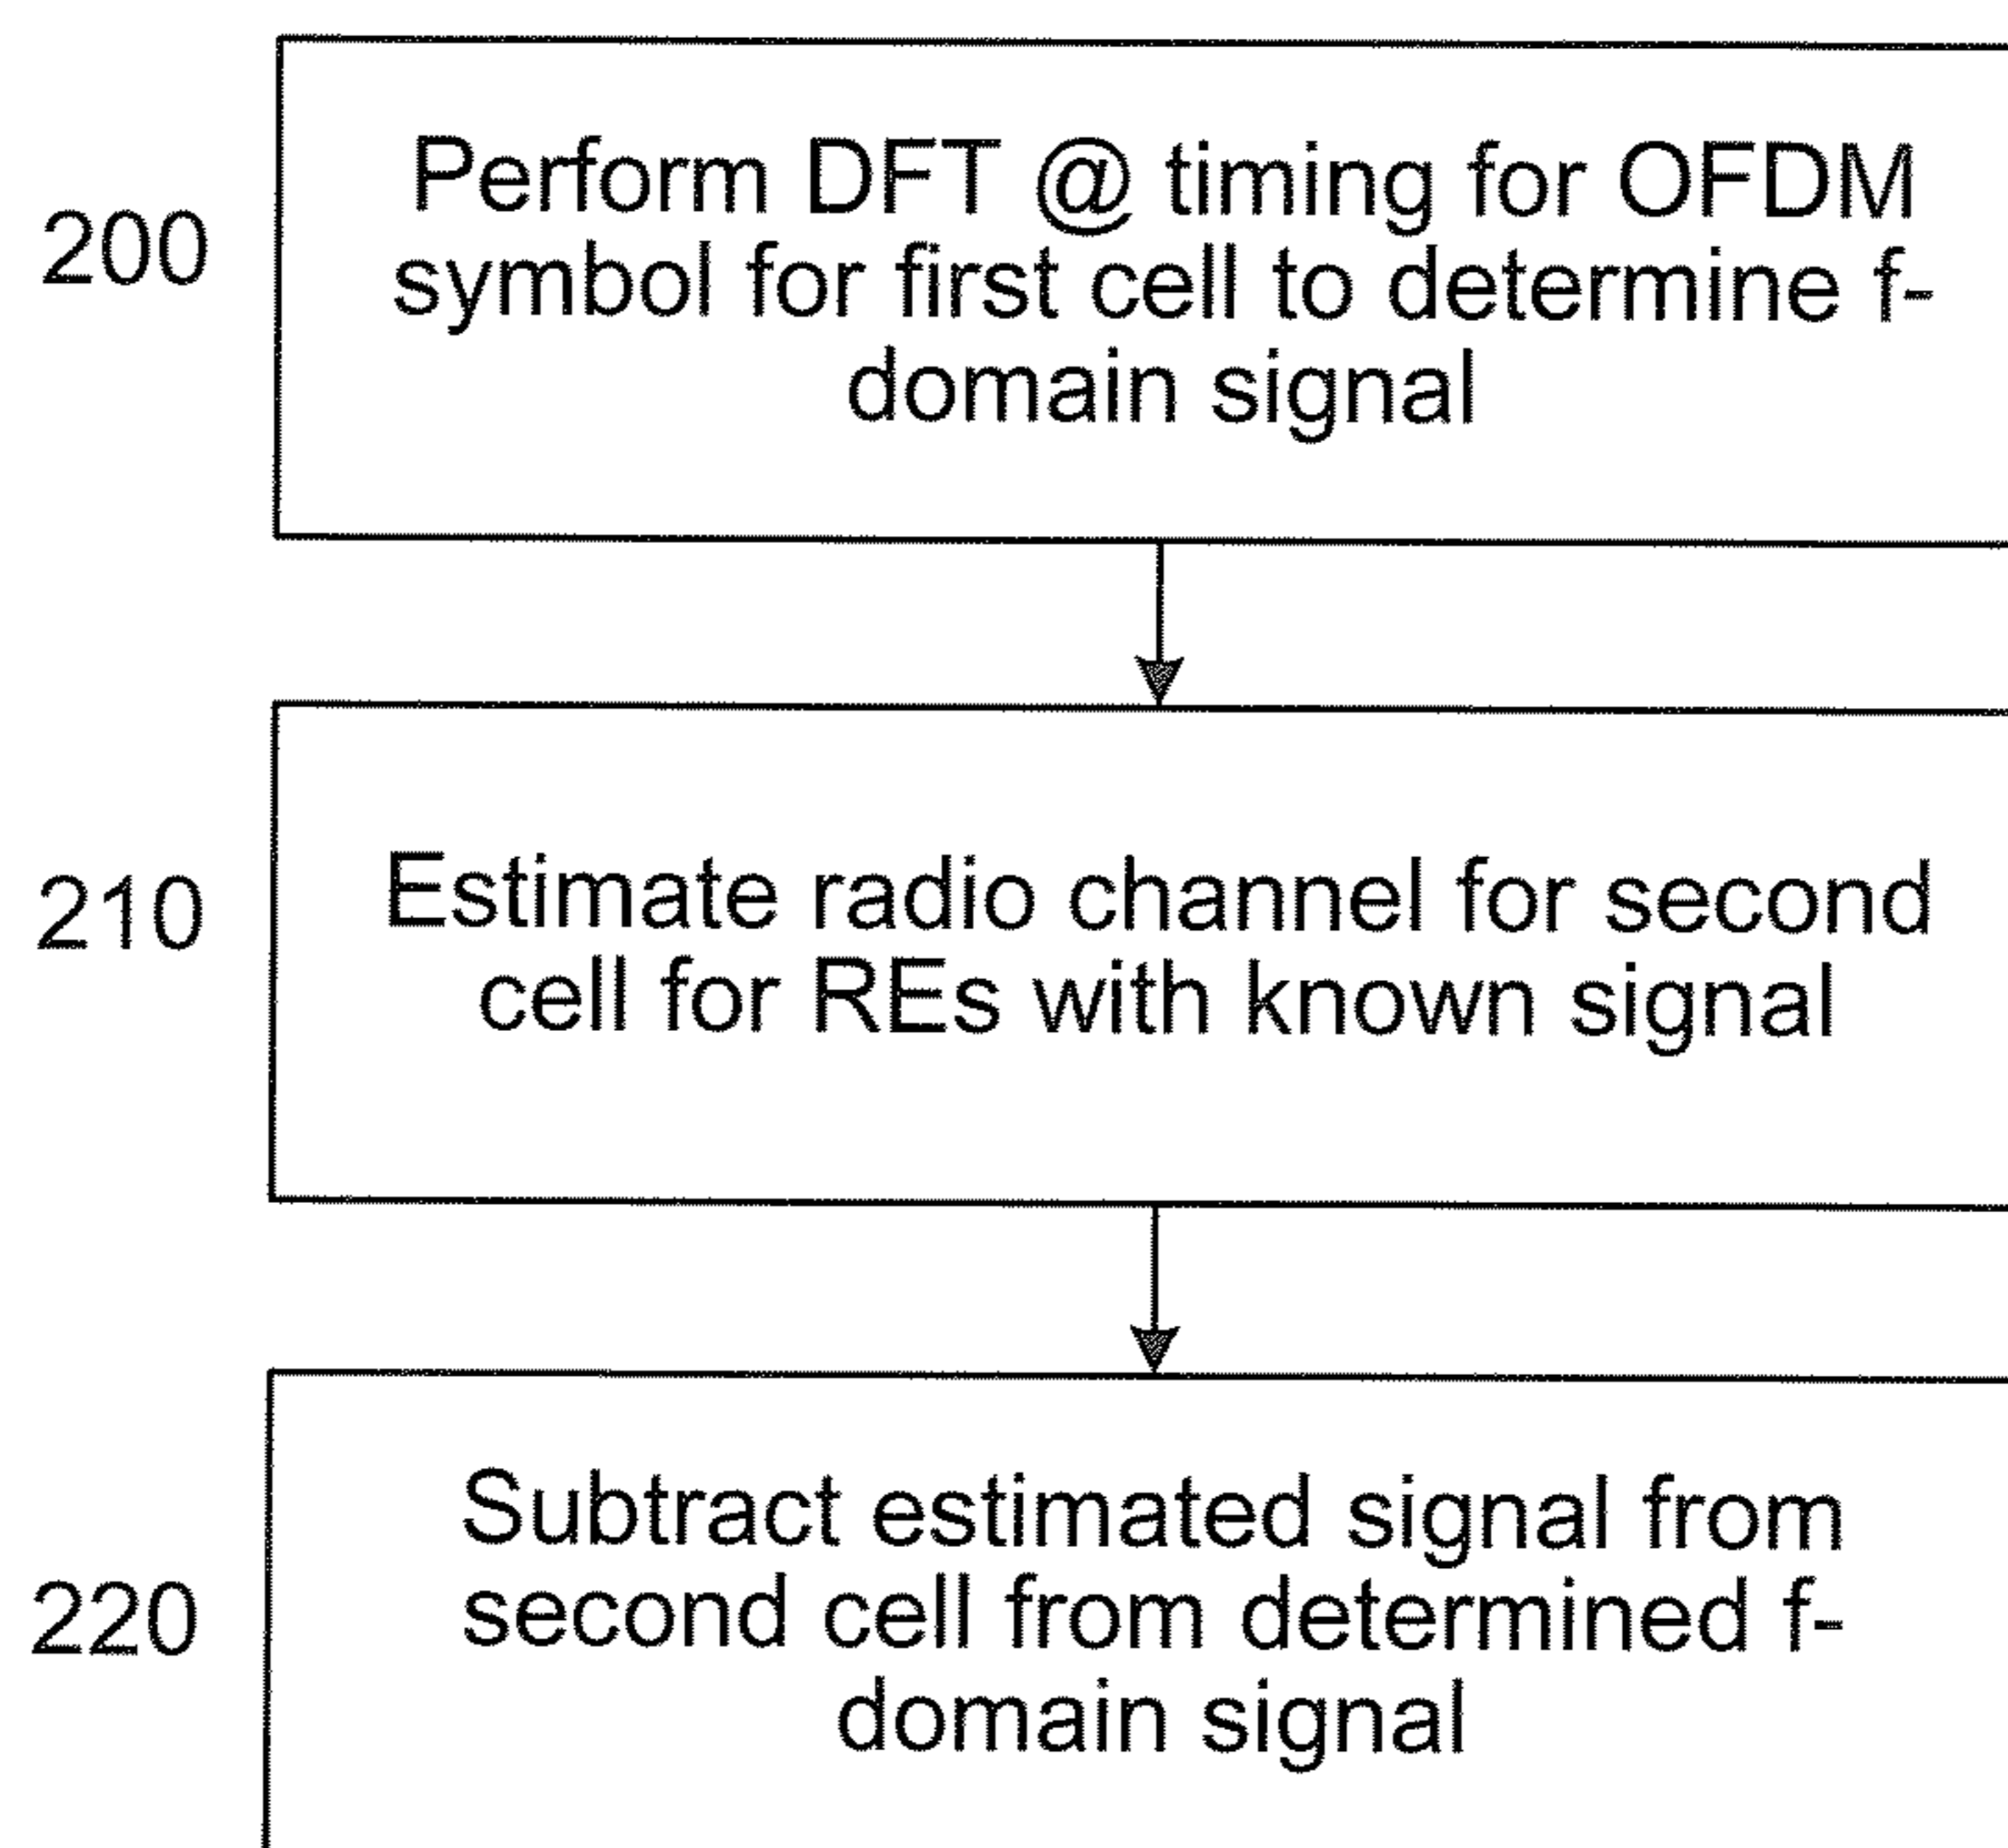 200
Perform DFT @ timing for OFDM
symbol for first cell to determine f-
domain signal
210
Estimate radio channel for second
cell for REs with known signal
220
Subtract estimated signal from
second cell from determined f-
domain signal